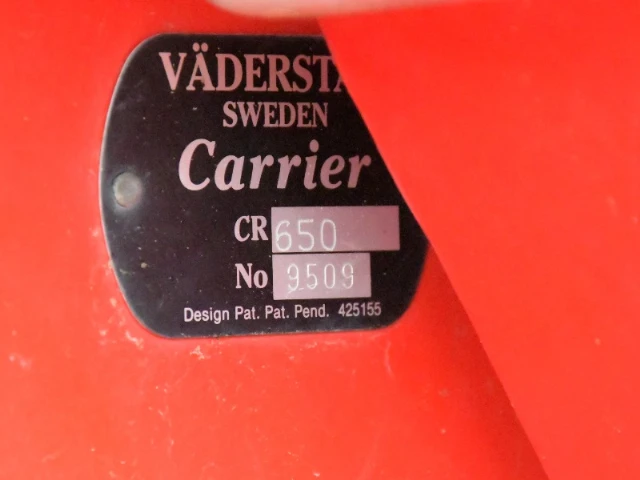 VÄDERSTA
SWEDEN
Carrier
CR 650
No 9509
Design Pat. Pat. Pend. 425155